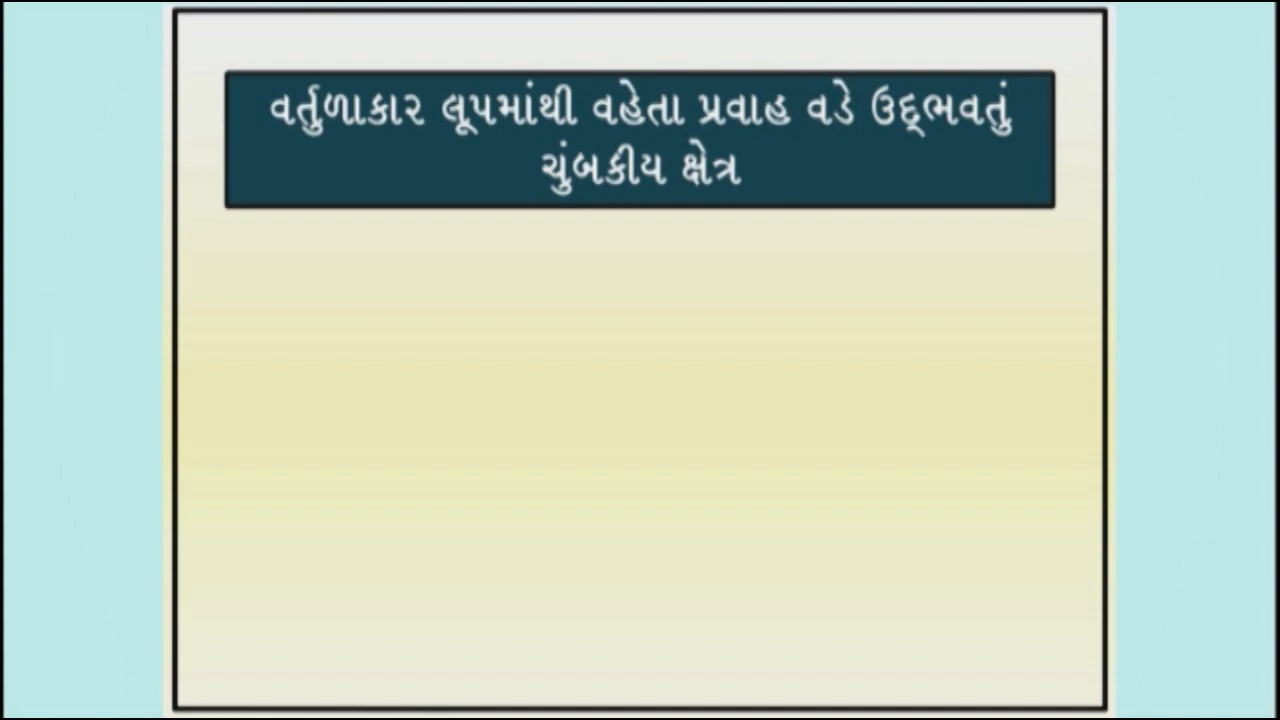 વર્તુળાકાર લૂપમાંથી વહેતા પ્રવાહ વડે ઉદ્દ્ભવતું
ચુંબકીય ક્ષેત્ર